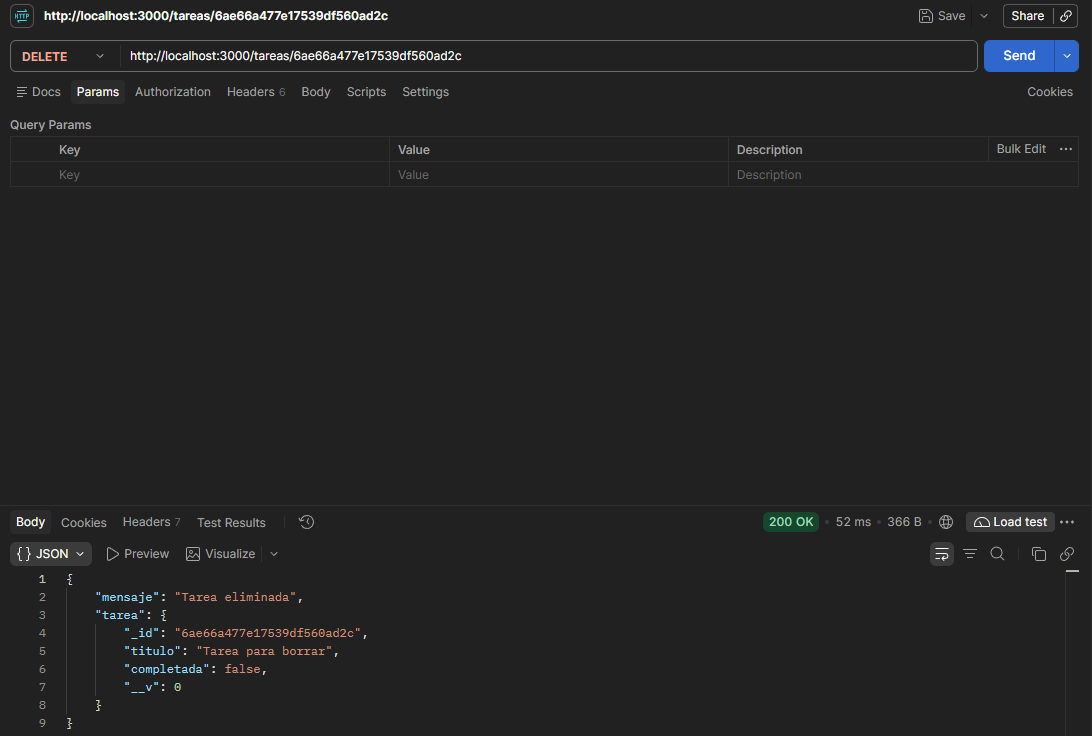 HTTP http://localhost:3000/tareas/6ae66a477e17539df560ad2c Save Share
DELETE http://localhost:3000/tareas/6ae66a477e17539df560ad2c Send
Docs Params Authorization Headers 6 Body Scripts Settings Cookies
Query Params
Key Value Description Bulk Edit
Key Value Description
Body Cookies Headers 7 Test Results 200 OK 52 ms 366 B Load test
{} JSON Preview Visualize
1 {
2 "mensaje": "Tarea eliminada",
3 "tarea": {
4 "_id": "6ae66a477e17539df560ad2c",
5 "titulo": "Tarea para borrar",
6 "completada": false,
7 "__v": 0
8 }
9 }